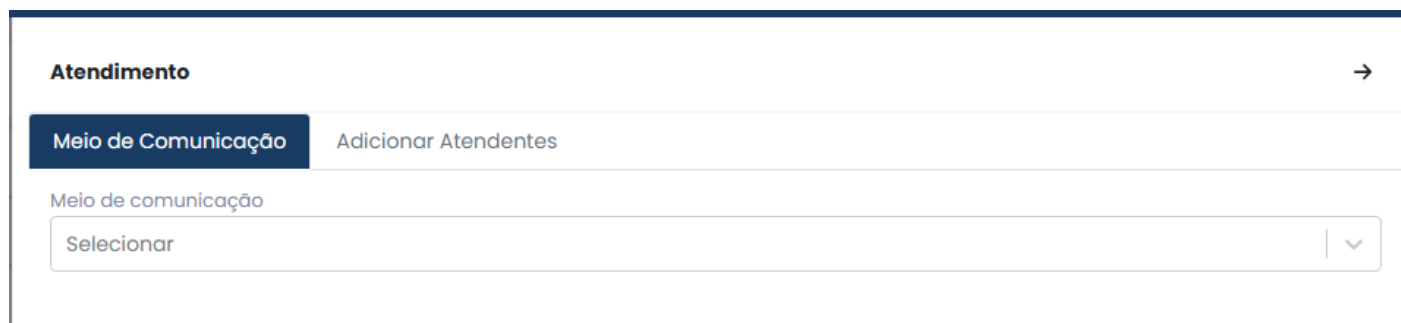 Atendimento
Meio de Comunicação
Adicionar Atendentes
Meio de comunicação
Selecionar